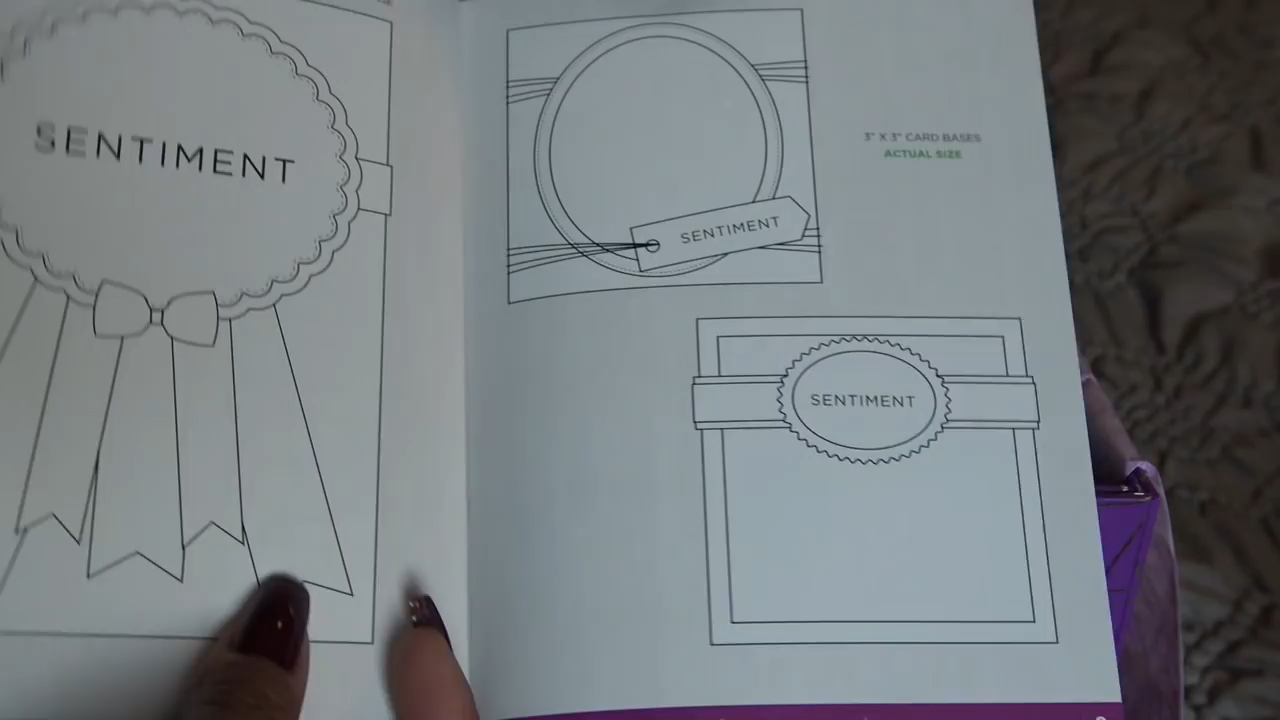 SENTIMENT
3" X 3" CARD BASES
ACTUAL SIZE
SENTIMENT
SENTIMENT